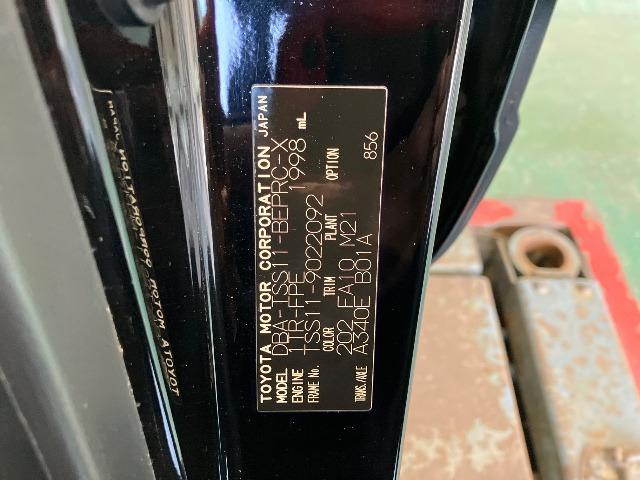 TOYOTA MOTOR CORPORATION JAPAN
MODEL DBA-TSS11-BEPRC-X
ENGINE 1TR-FPE 1998 mL
FRAME No. TSS11-9022092
COLOR TRIM PLANT OPTION
202 FA10 M21
TRANS./AXLE A340E B01A 856